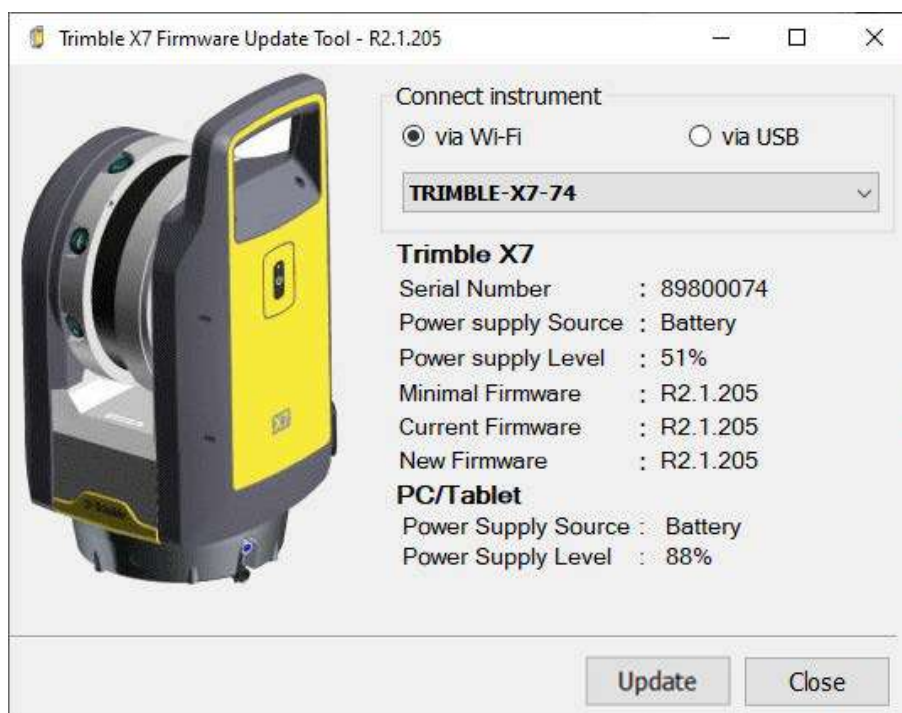 Trimble X7 Firmware Update Tool - R2.1.205
Connect instrument
via Wi-Fi
via USB
TRIMBLE-X7-74
Trimble X7
Serial Number : 89800074
Power supply Source : Battery
Power supply Level : 51%
Minimal Firmware : R2.1.205
Current Firmware : R2.1.205
New Firmware : R2.1.205
PC/Tablet
Power Supply Source : Battery
Power Supply Level : 88%
X7
Update
Close